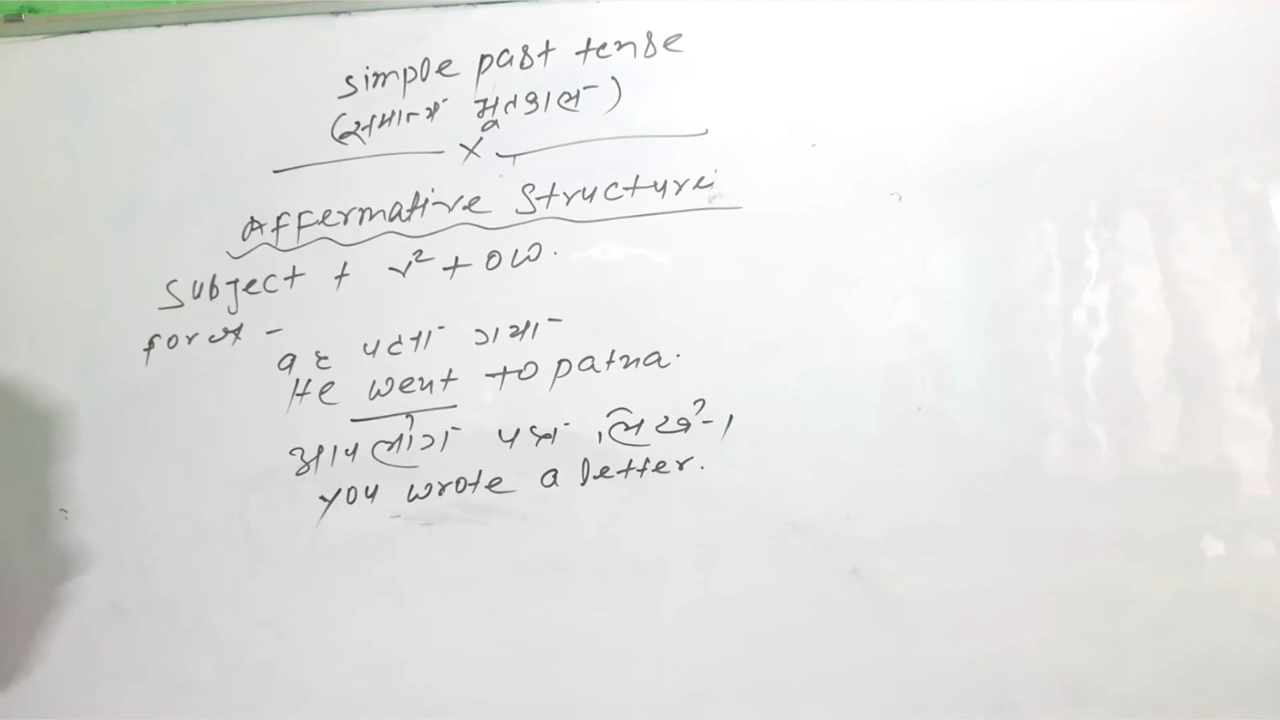 simple past tense
(सामान्य भूतकाल)
x
Affermative Structure
Subject + v² + ow.
for ex -
वह पटना गया
He went to patna.
आप लोग पत्र लिखे।
you wrote a letter.